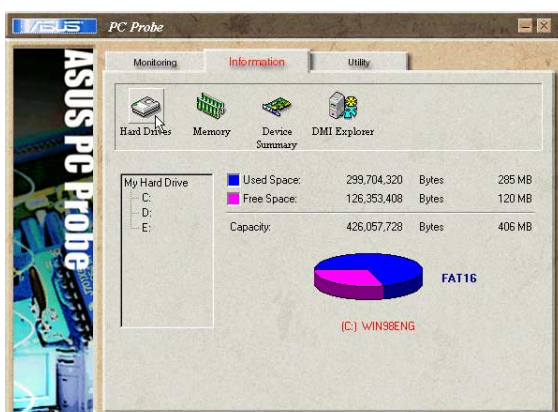 ASUS PC Probe
Monitoring Information Utility
Hard Drives Memory Device Summary DMI Explorer
My Hard Drive
C:
D:
E:
Used Space: 299,704,320 Bytes 285 MB
Free Space: 126,353,408 Bytes 120 MB
Capacity: 426,057,728 Bytes 406 MB
FAT16
(C:) WIN98ENG
ASUS PC Probe